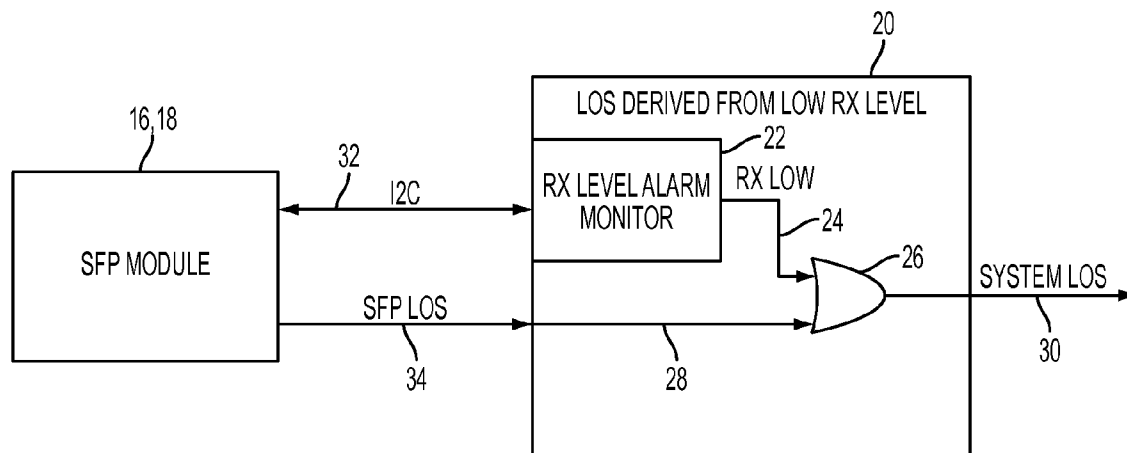 20
LOS DERIVED FROM LOW RX LEVEL
16,18
22
32
I2C
RX LEVEL ALARM
MONITOR
RX LOW
24
SFP MODULE
26
SYSTEM LOS
SFP LOS
34
28
30